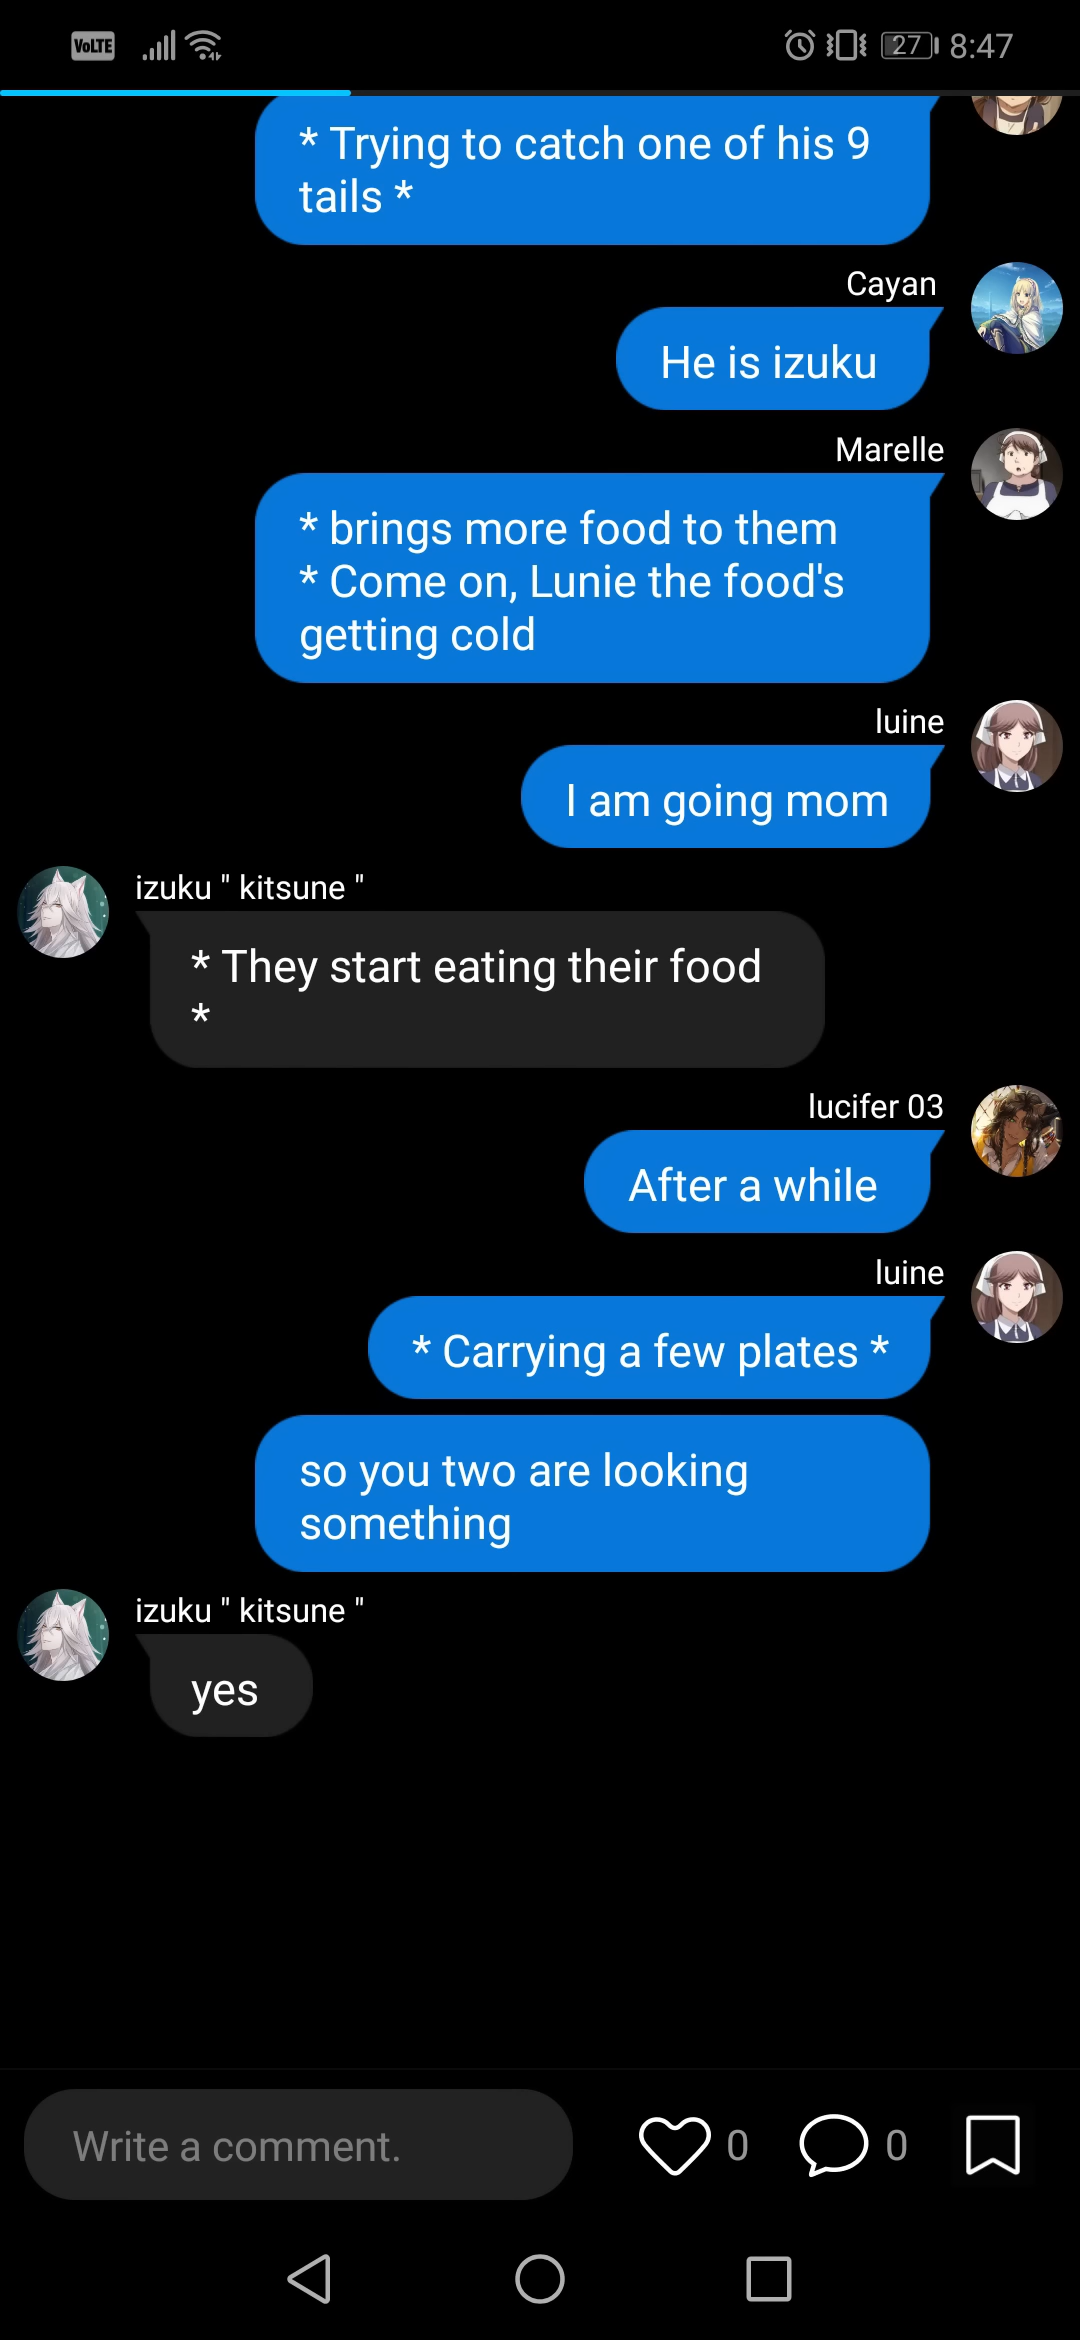 VoLTE 27 8:47
* Trying to catch one of his 9
tails *
Cayan
He is izuku
Marelle
* brings more food to them
* Come on, Lunie the food's
getting cold
luine
I am going mom
izuku " kitsune "
* They start eating their food
*
lucifer 03
After a while
luine
* Carrying a few plates *
so you two are looking
something
izuku " kitsune "
yes
Write a comment. 0 0